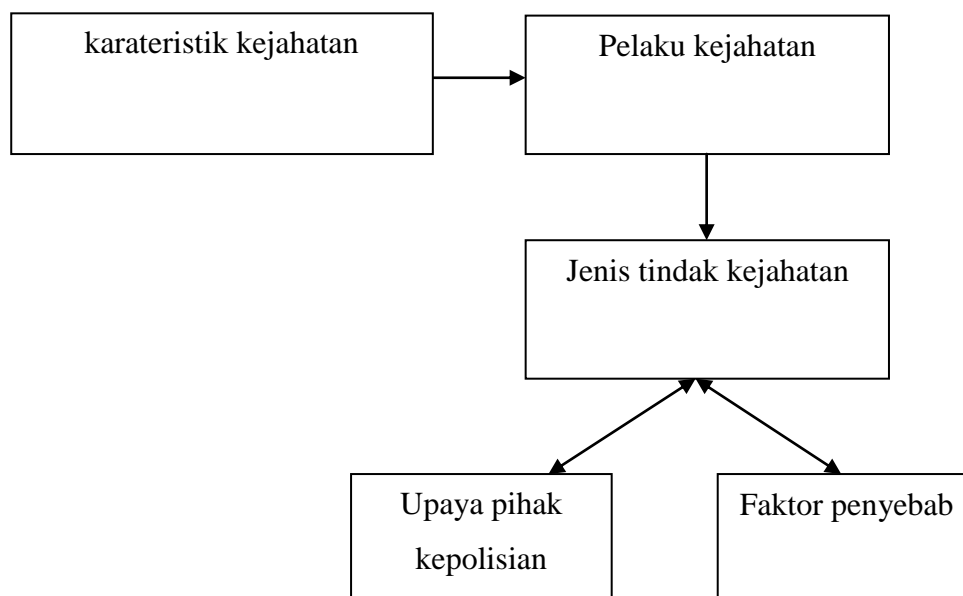 karateristik kejahatan
Pelaku kejahatan
Jenis tindak kejahatan
Upaya pihak
kepolisian
Faktor penyebab